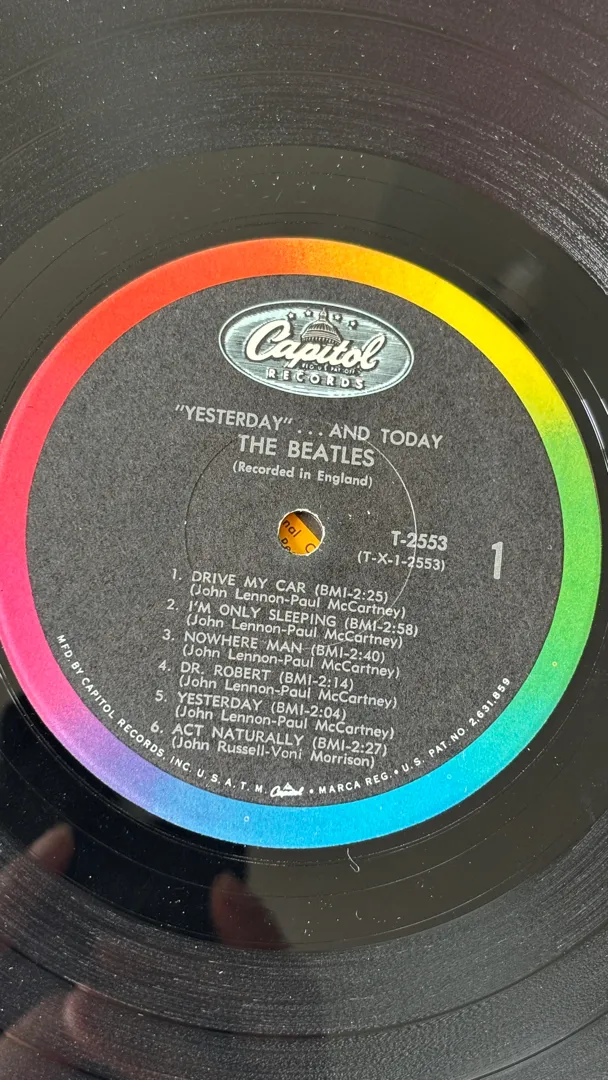 Capitol
REG. U.S. PAT. OFF.
RECORDS
"YESTERDAY" . . . AND TODAY
THE BEATLES
(Recorded in England)
T-2553
(T-X-1-2553)
1
1. DRIVE MY CAR (BMI-2:25)
(John Lennon-Paul McCartney)
2. I'M ONLY SLEEPING (BMI-2:58)
(John Lennon-Paul McCartney)
3. NOWHERE MAN (BMI-2:40)
(John Lennon-Paul McCartney)
4. DR. ROBERT (BMI-2:14)
(John Lennon-Paul McCartney)
5. YESTERDAY (BMI-2:04)
(John Lennon-Paul McCartney)
6. ACT NATURALLY (BMI-2:27)
(John Russell-Voni Morrison)
MFD. BY CAPITOL RECORDS, INC. U. S. A. T. M. Capitol • MARCA REG. • U. S. PAT. NO. 2,631,859